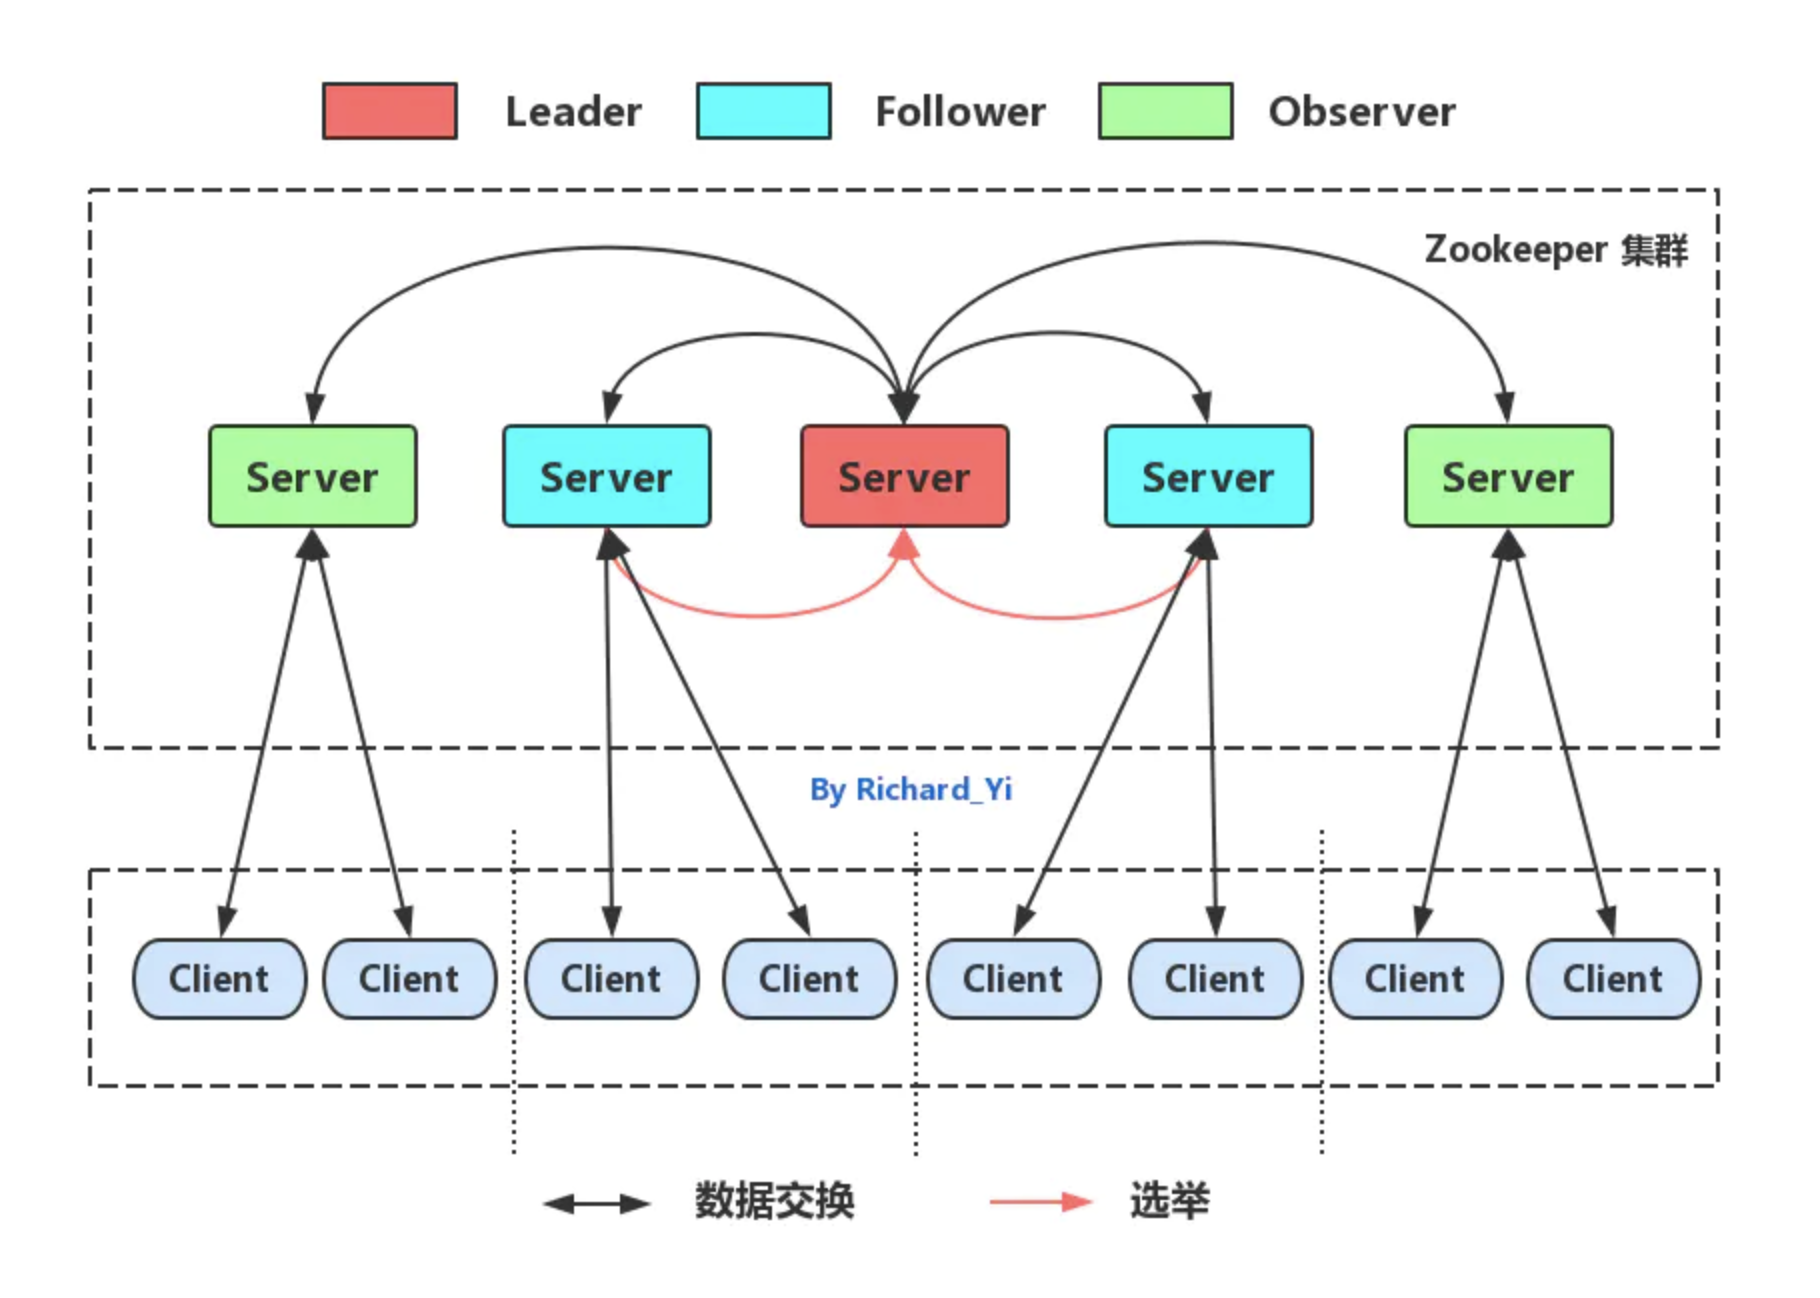 Leader Follower Observer
Zookeeper 集群
Server Server Server Server Server
By Richard_Yi
Client Client Client Client Client Client Client Client
数据交换 选举